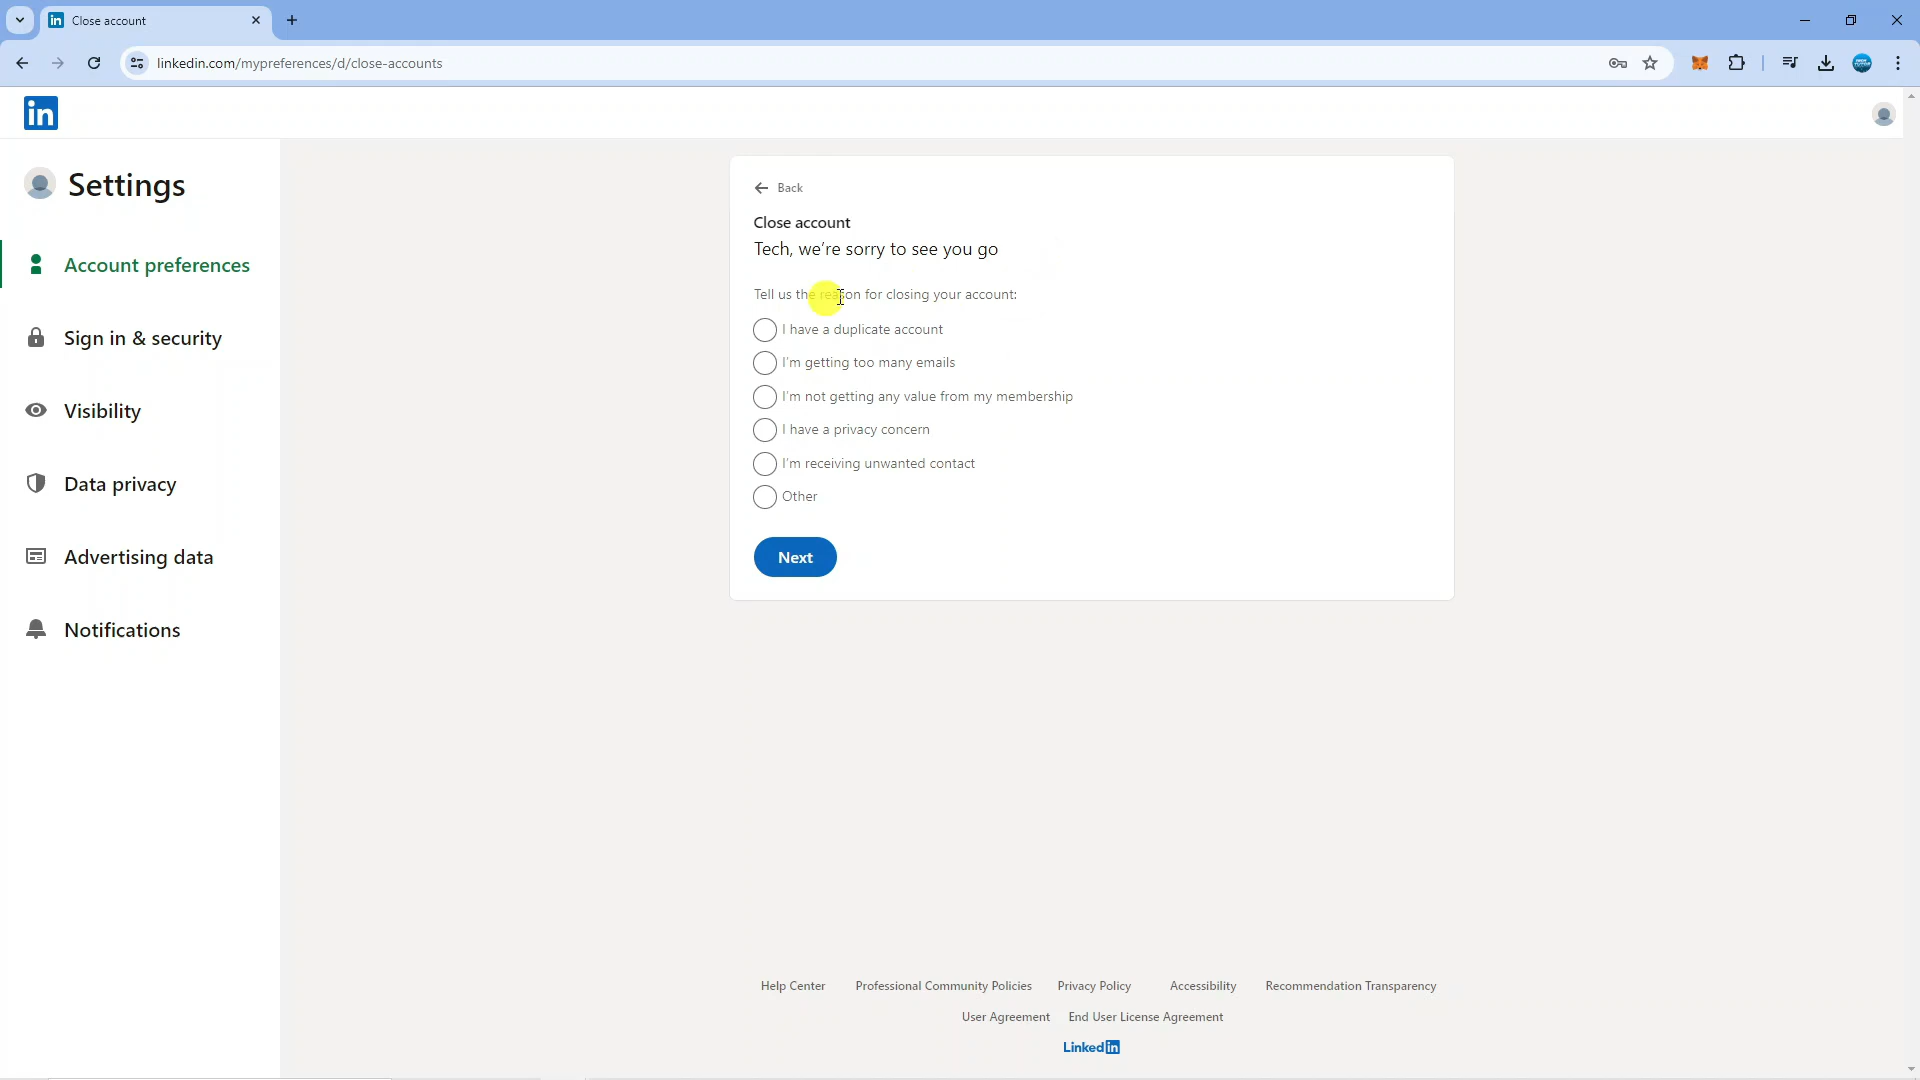 in Close account
linkedin.com/mypreferences/d/close-accounts
in
Settings
Account preferences
Sign in & security
Visibility
Data privacy
Advertising data
Notifications
Back
Close account
Tech, we're sorry to see you go
Tell us the reason for closing your account:
I have a duplicate account
I'm getting too many emails
I'm not getting any value from my membership
I have a privacy concern
I'm receiving unwanted contact
Other
Next
Help Center Professional Community Policies Privacy Policy Accessibility Recommendation Transparency
User Agreement End User License Agreement
Linkedin